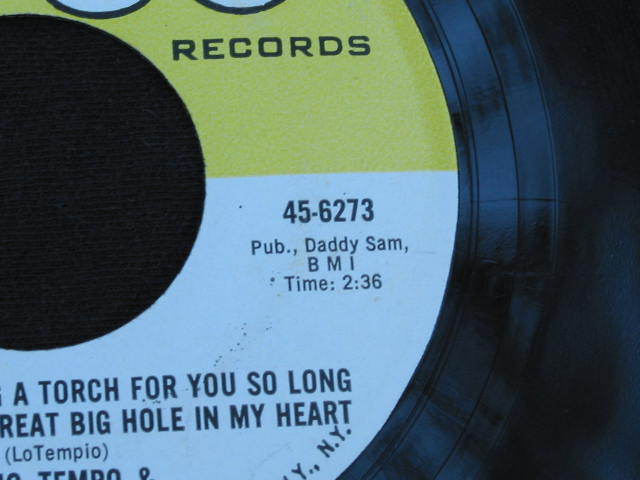 RECORDS
45-6273
Pub., Daddy Sam,
B M I
Time: 2:36
A TORCH FOR YOU SO LONG
REAT BIG HOLE IN MY HEART
(LoTempio)
TEMPO &
Y., N.Y.